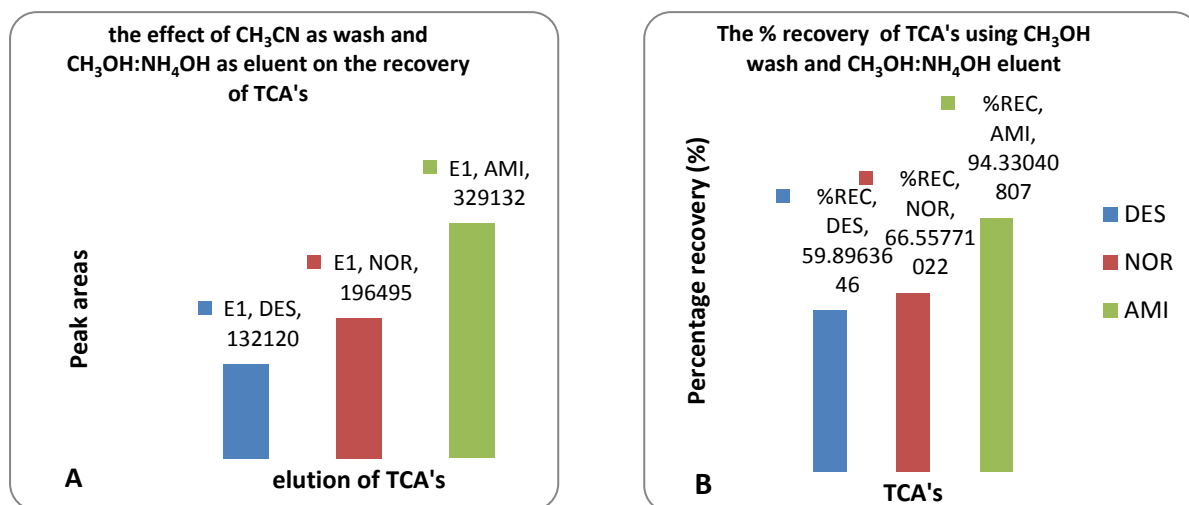 the effect of CH₃CN as wash and
CH₃OH:NH₄OH as eluent on the recovery
of TCA's
E1, AMI,
329132
E1, NOR,
196495
E1, DES,
132120
Peak areas
A
elution of TCA's
The % recovery of TCA's using CH₃OH
wash and CH₃OH:NH₄OH eluent
%REC,
AMI,
94.33040
807
%REC,
NOR,
66.55771
022
%REC,
DES,
59.89636
46
Percentage recovery (%)
DES
NOR
AMI
B
TCA's